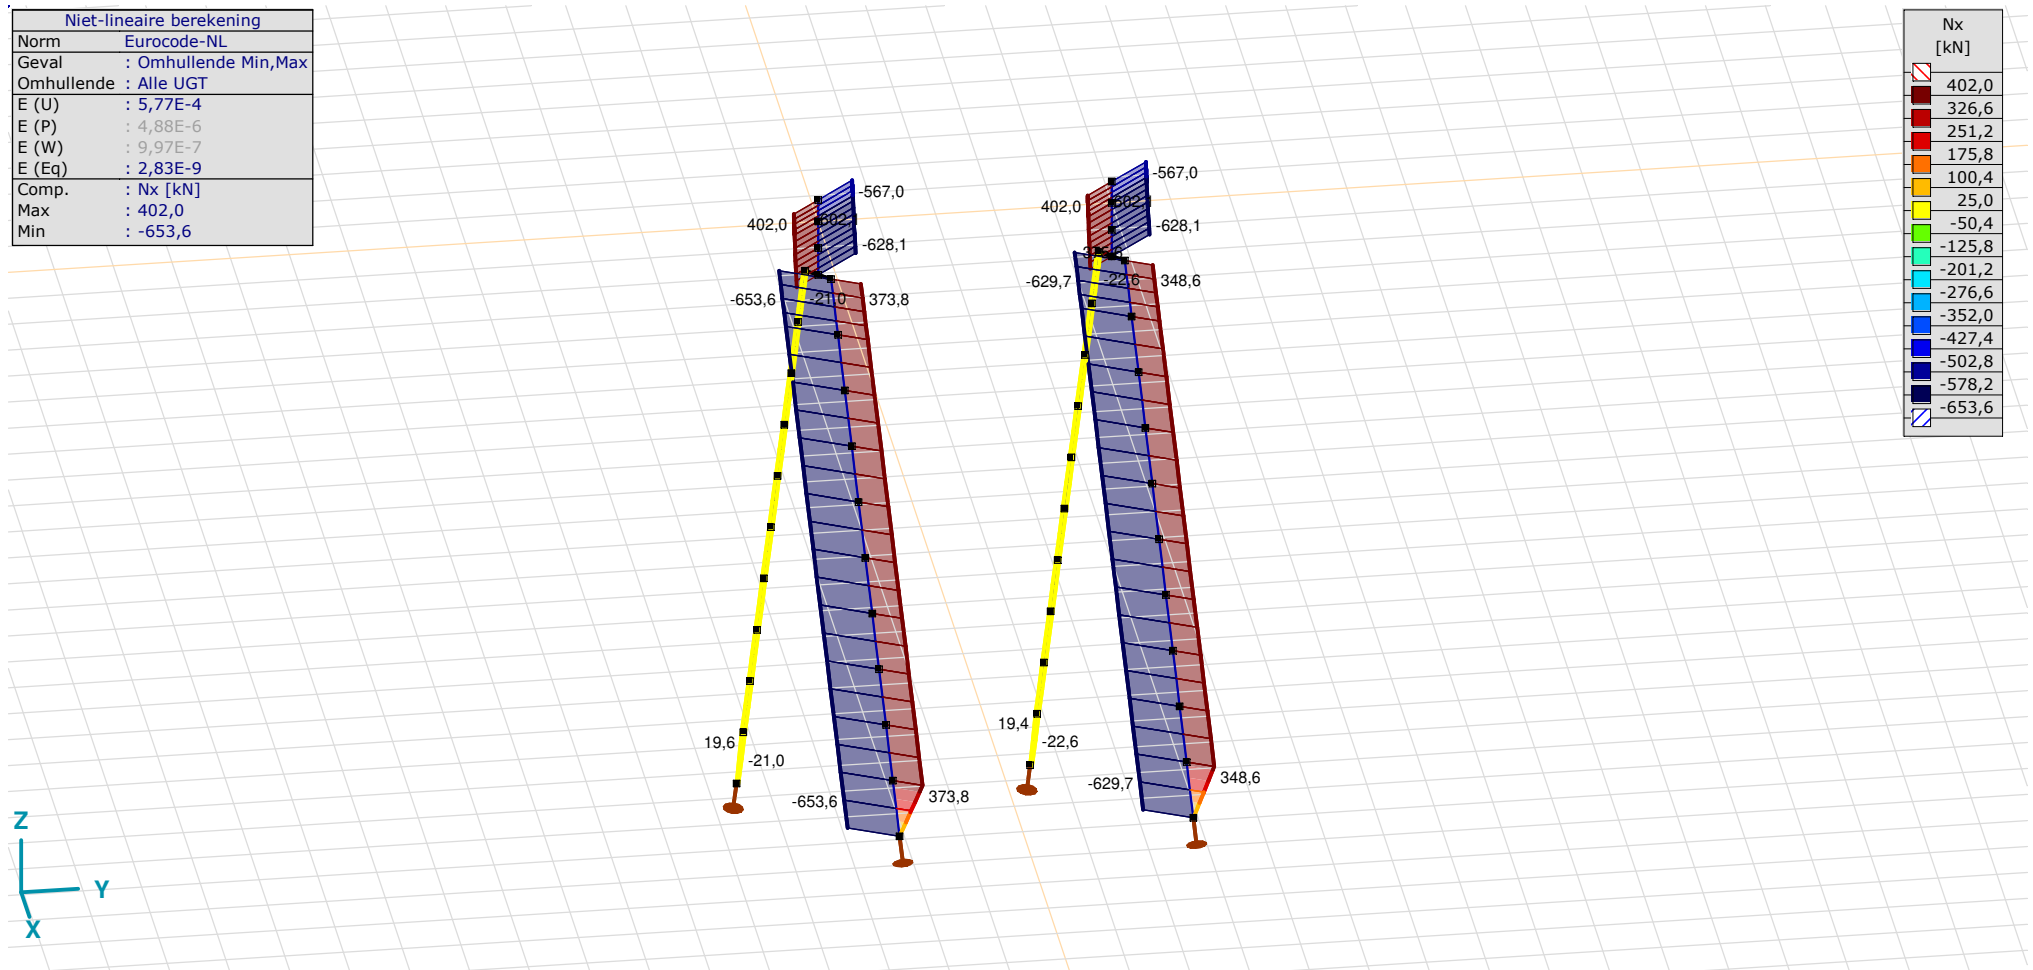 Niet-lineaire berekening
Norm Eurocode-NL
Geval : Omhullende Min,Max
Omhullende : Alle UGT
E (U) : 5,77E-4
E (P) : 4,88E-6
E (W) : 9,97E-7
E (Eq) : 2,83E-9
Comp. : Nx [kN]
Max : 402,0
Min : -653,6
Nx
[kN]
402,0
326,6
251,2
175,8
100,4
25,0
-50,4
-125,8
-201,2
-276,6
-352,0
-427,4
-502,8
-578,2
-653,6
-567,0
402,0
-628,1
-653,6
-21,0
373,8
19,6
-21,0
-653,6
373,8
-567,0
402,0
-628,1
-629,7
-22,6
348,6
19,4
-22,6
-629,7
348,6
Z
Y
X